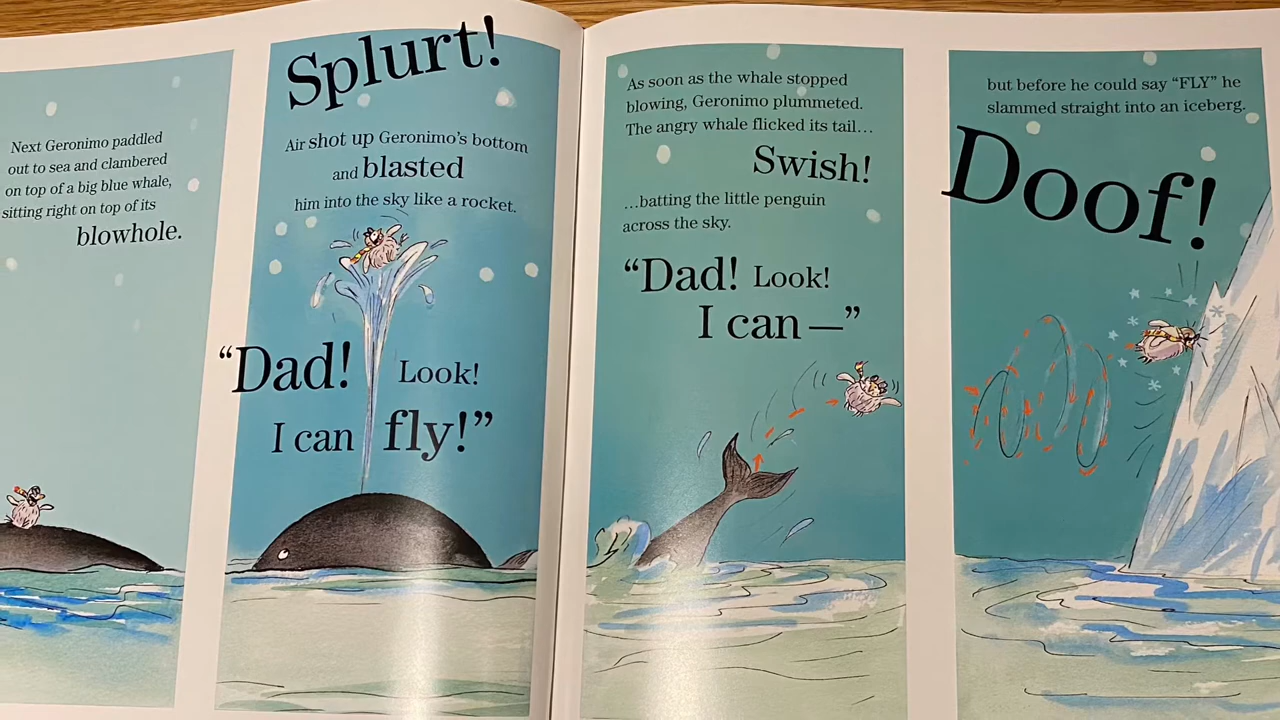 Next Geronimo paddled
out to sea and clambered
on top of a big blue whale,
sitting right on top of its
blowhole.
Splurt!
Air shot up Geronimo’s bottom
and blasted
him into the sky like a rocket.
“Dad! Look!
I can fly!”
As soon as the whale stopped
blowing, Geronimo plummeted.
The angry whale flicked its tail…
Swish!
…batting the little penguin
across the sky.
“Dad! Look!
I can—”
but before he could say “FLY” he
slammed straight into an iceberg.
Doof!